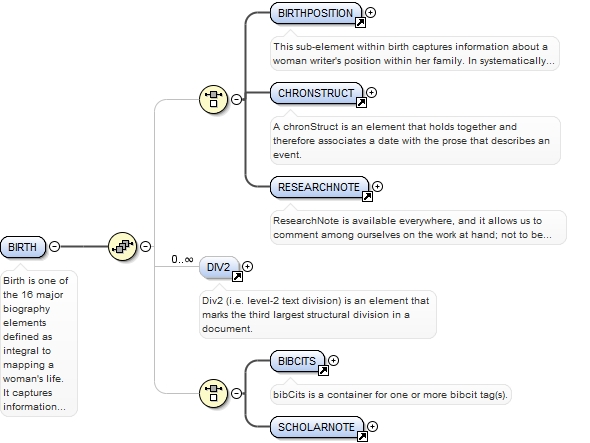 BIRTHPOSITION
This sub-element within birth captures information about a
woman writer's position within her family. In systematically...
CHRONSTRUCT
A chronStruct is an element that holds together and
therefore associates a date with the prose that describes an
event.
RESEARCHNOTE
ResearchNote is available everywhere, and it allows us to
comment among ourselves on the work at hand; not to be...
BIRTH
Birth is one of
the 16 major
biography
elements
defined as
integral to
mapping a
woman's life.
It captures
information...
0..∞
DIV2
Div2 (i.e. level-2 text division) is an element that
marks the third largest structural division in a
document.
BIBCITS
bibCits is a container for one or more bibcit tag(s).
SCHOLARNOTE